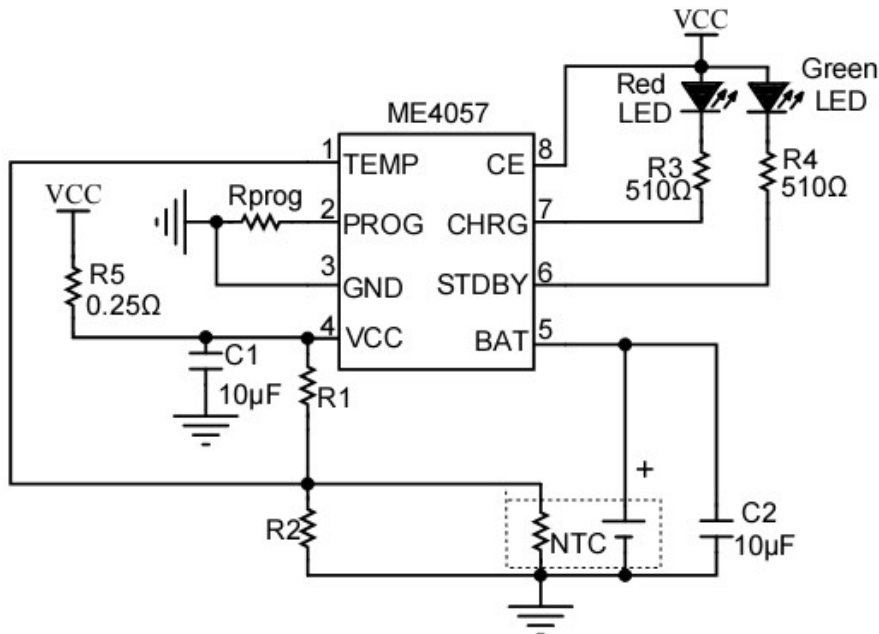 VCC
Red
LED
Green
LED
ME4057
1
TEMP
CE
8
R3
510Ω
R4
510Ω
VCC
Rprog
2
PROG
CHRG
7
R5
0.25Ω
3
GND
STDBY
6
4
VCC
BAT
5
C1
10µF
R1
+
R2
NTC
C2
10µF